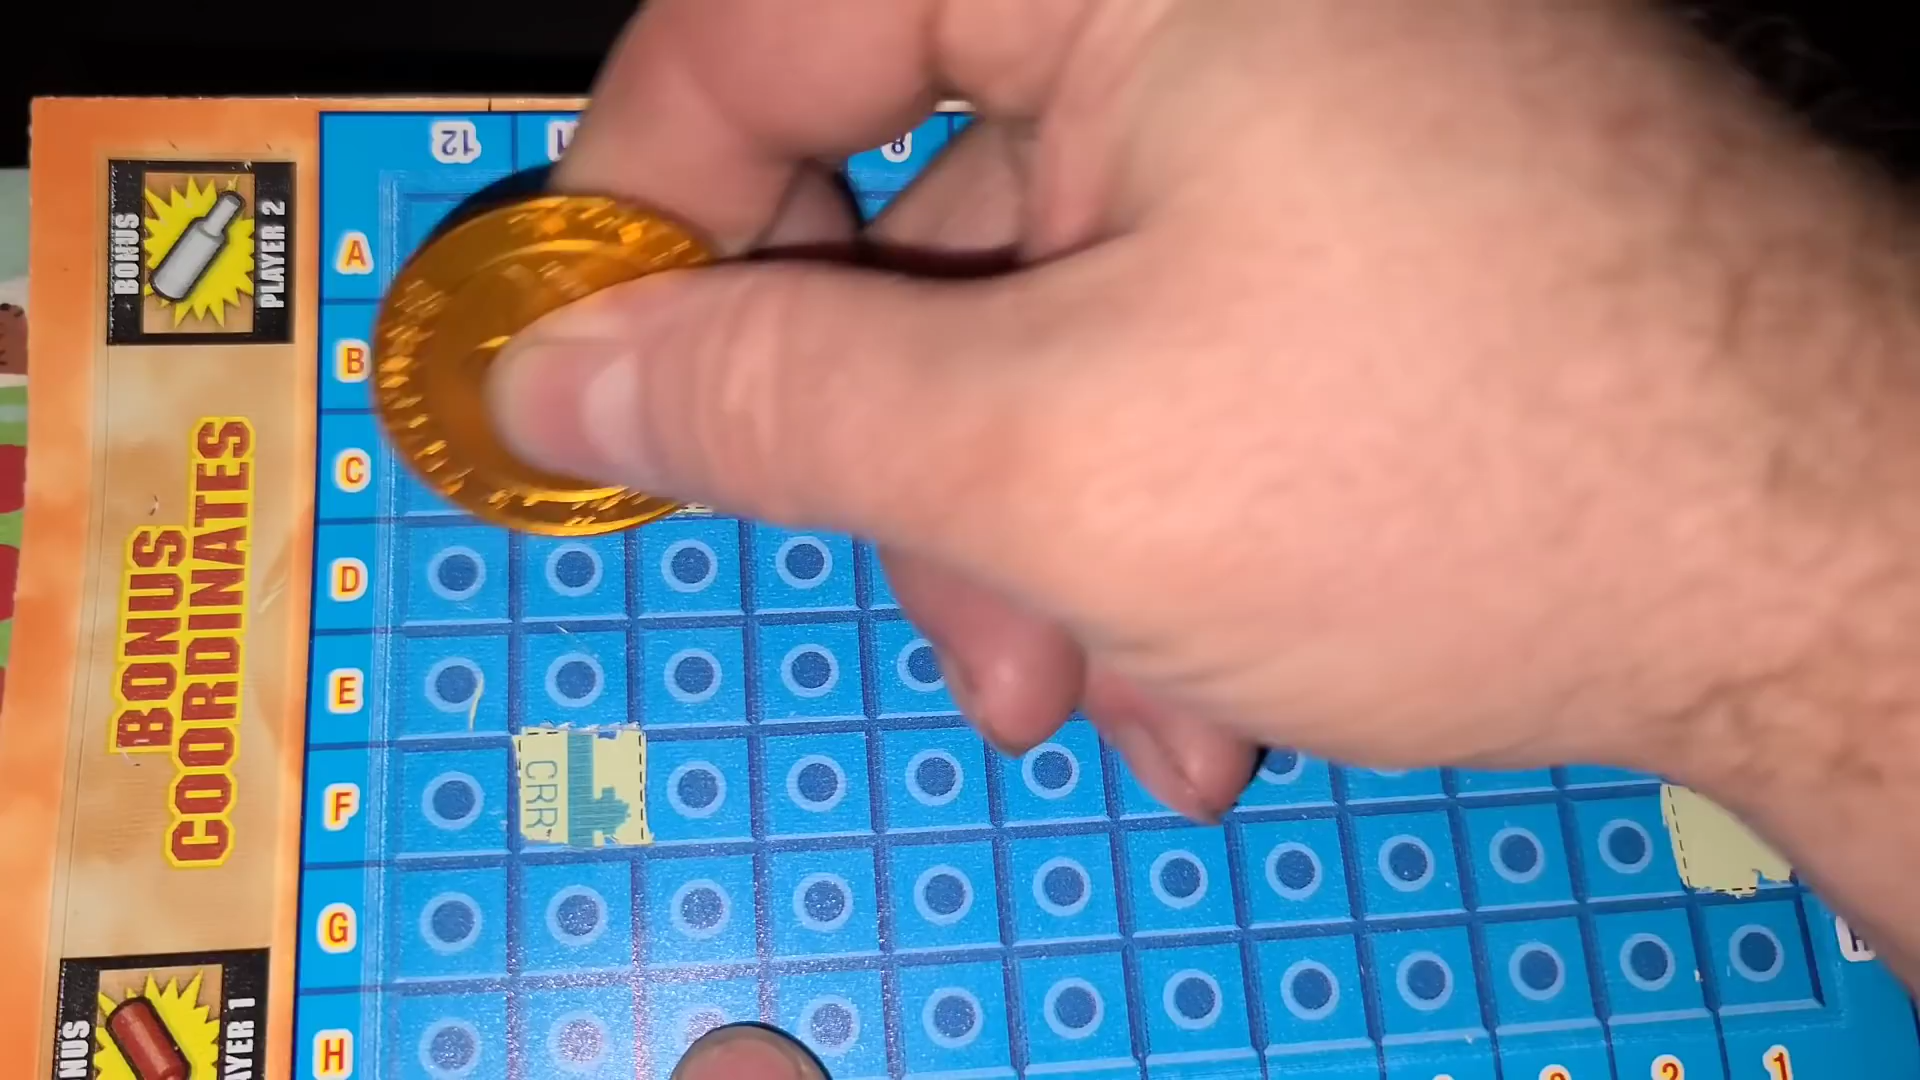 12
8
A
B
C
D
E
F
G
H
BONUS
PLAYER 2
BONUS
COORDINATES
PLAYER 1
CRR
2
1